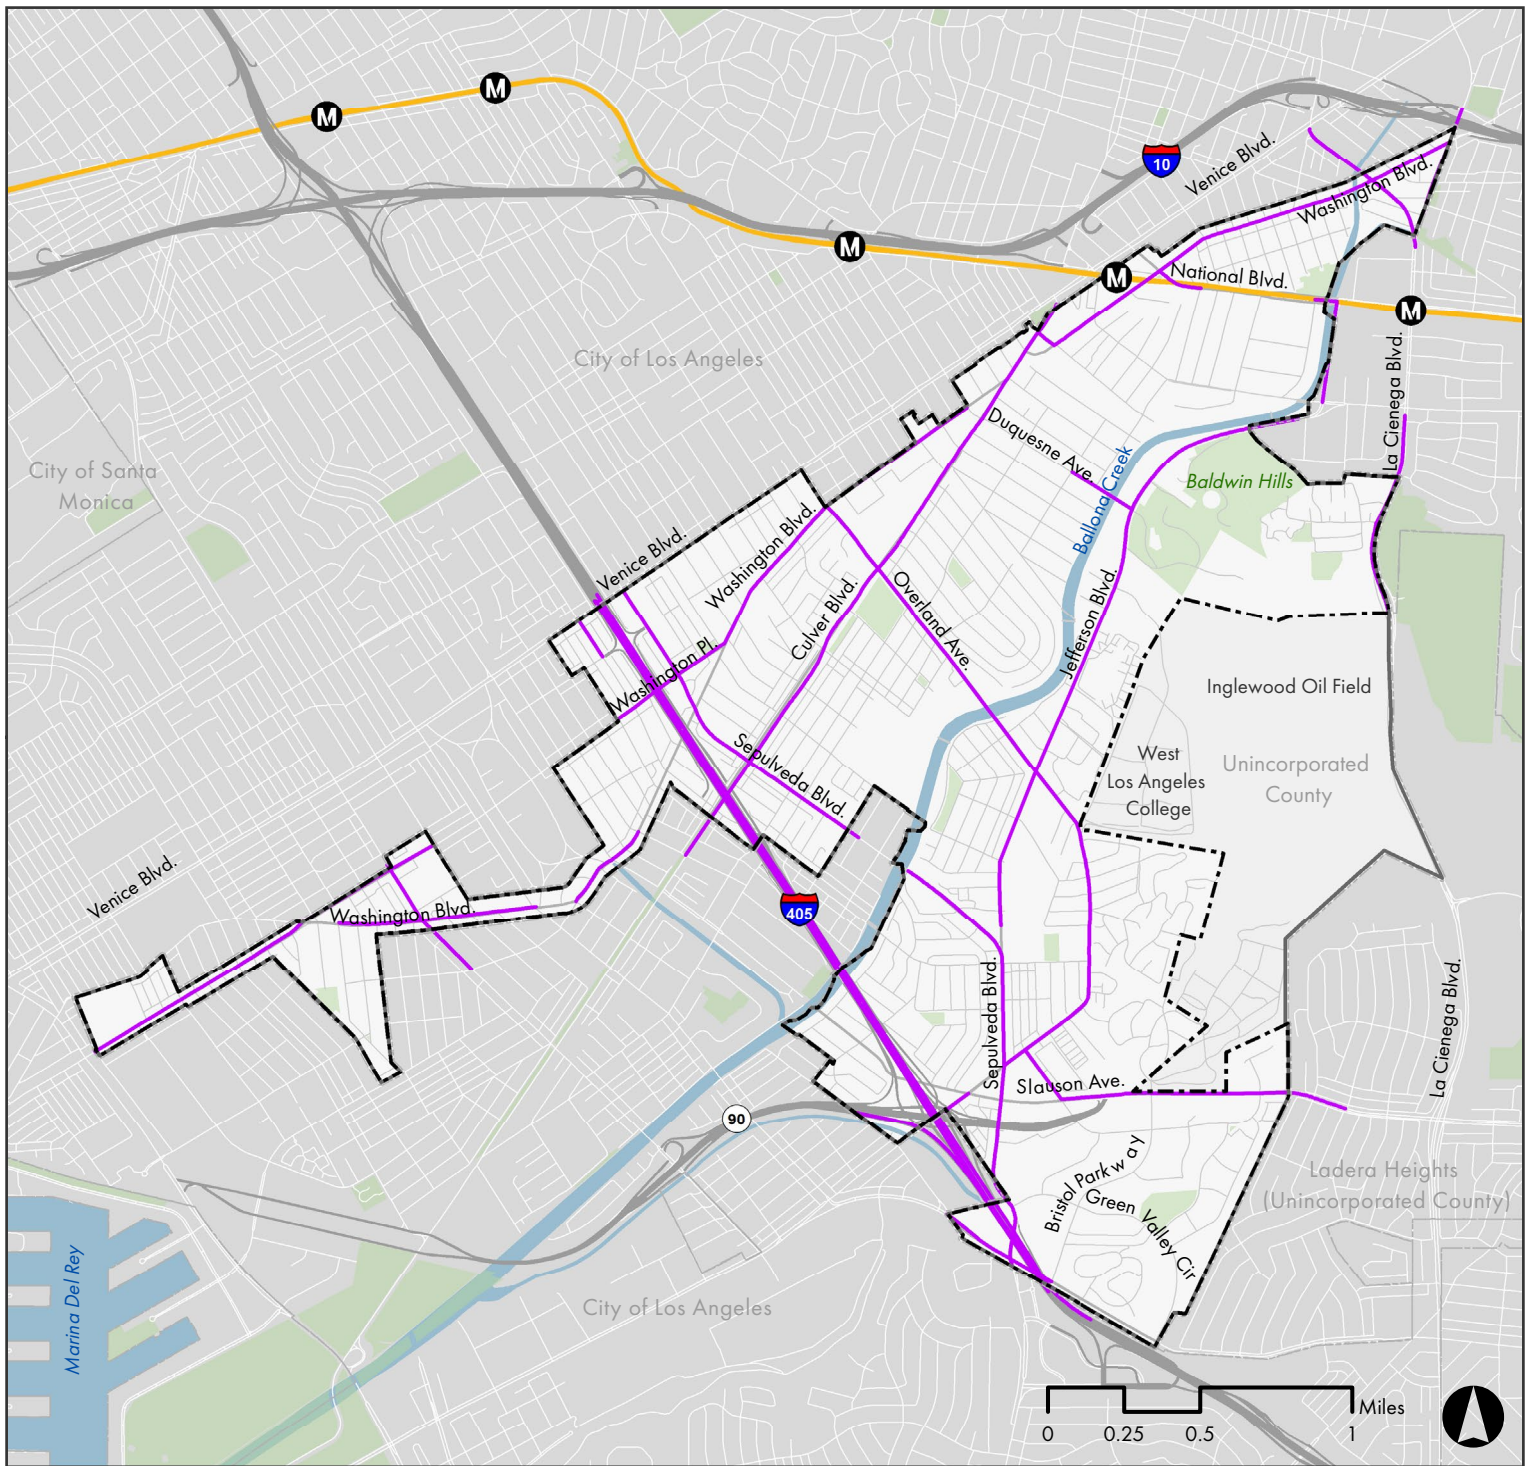 M
M
10
Venice Blvd.
Washington Blvd.
M
M
National Blvd.
M
City of Los Angeles
La Cienega Blvd.
Duquesne Ave.
City of Santa
Monica
Ballona Creek
Baldwin Hills
Venice Blvd.
Washington Blvd.
Culver Blvd.
Overland Ave.
Jefferson Blvd.
Washington Pl.
Inglewood Oil Field
Sepulveda Blvd.
West
Los Angeles
College
Unincorporated
County
Venice Blvd.
Washington Blvd.
405
Sepulveda Blvd.
La Cienega Blvd.
Slauson Ave.
90
Bristol Parkway
Green Valley Cir
Ladera Heights
(Unincorporated County)
Marina Del Rey
City of Los Angeles
Miles
0 0.25 0.5 1